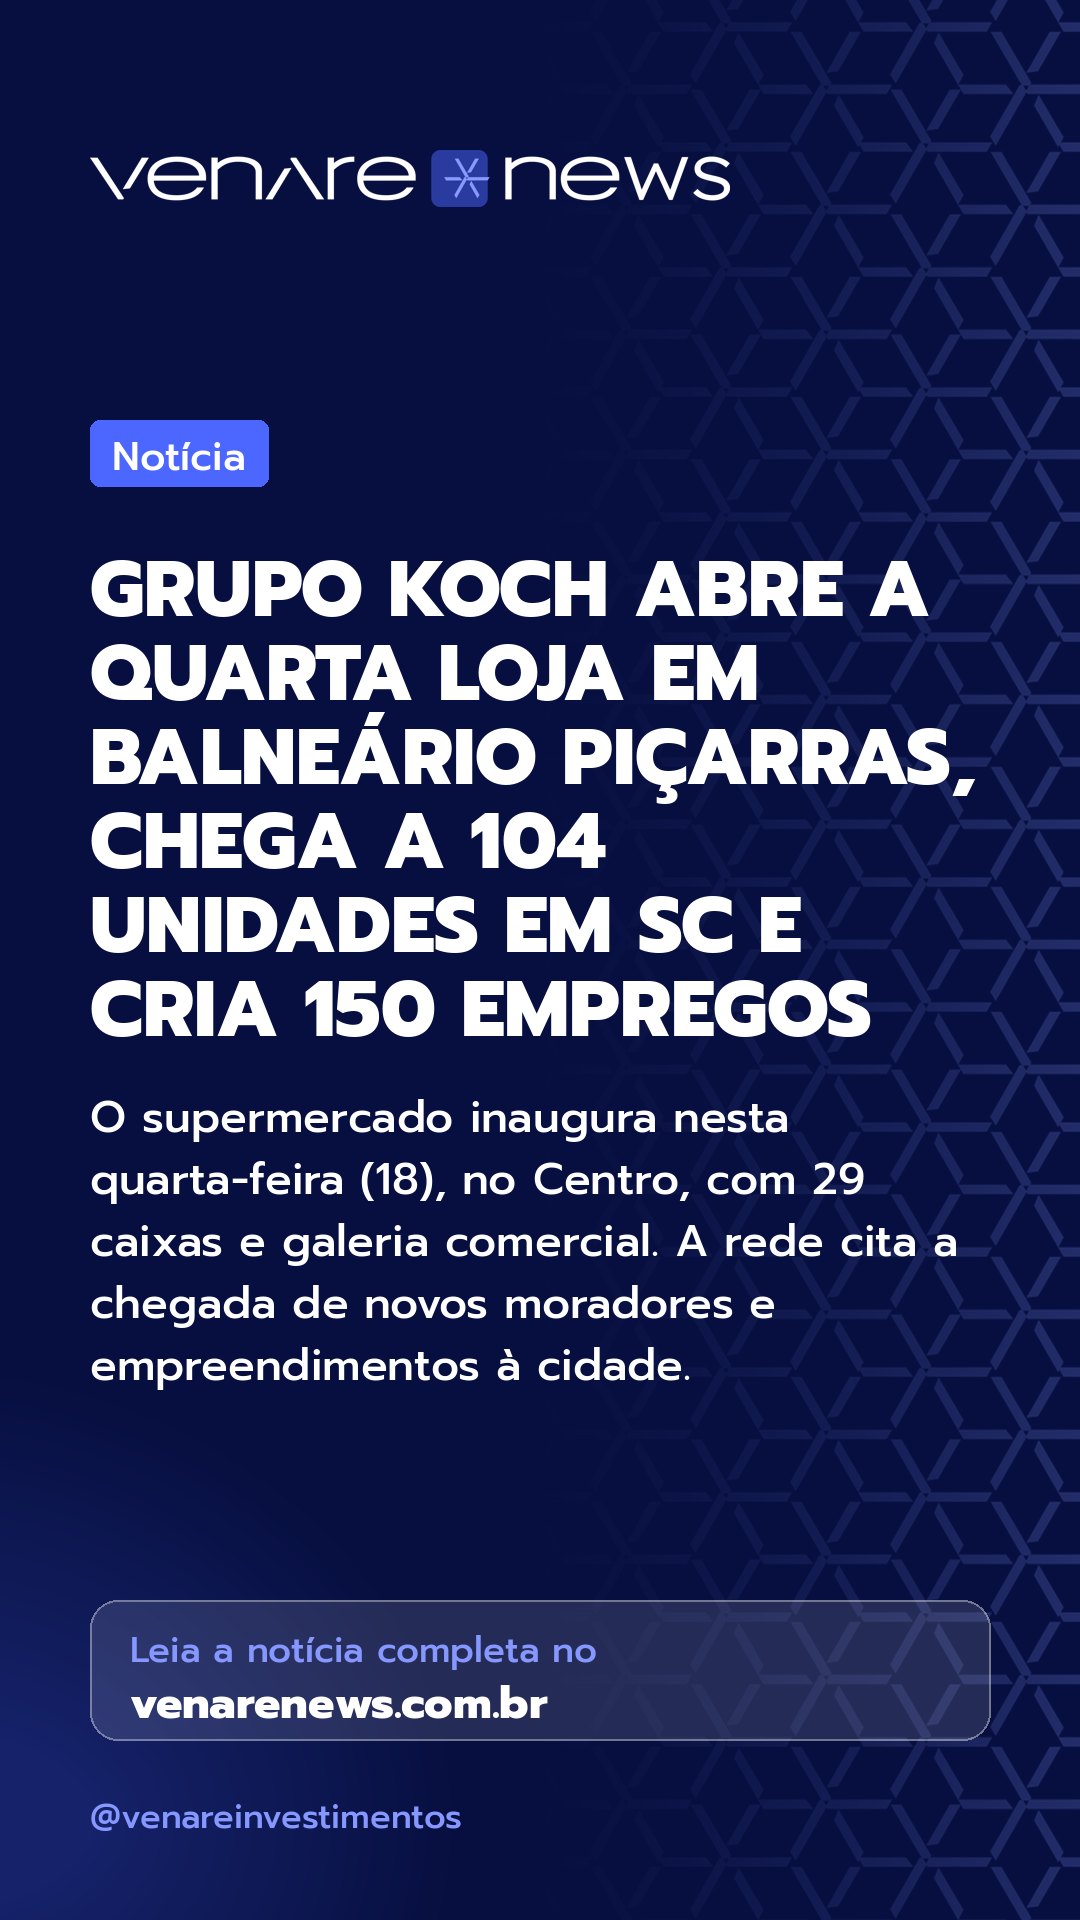 venare news
Notícia
GRUPO KOCH ABRE A
QUARTA LOJA EM
BALNEÁRIO PIÇARRAS,
CHEGA A 104
UNIDADES EM SC E
CRIA 150 EMPREGOS
O supermercado inaugura nesta
quarta-feira (18), no Centro, com 29
caixas e galeria comercial. A rede cita a
chegada de novos moradores e
empreendimentos à cidade.
Leia a notícia completa no
venarenews.com.br
@venareinvestimentos